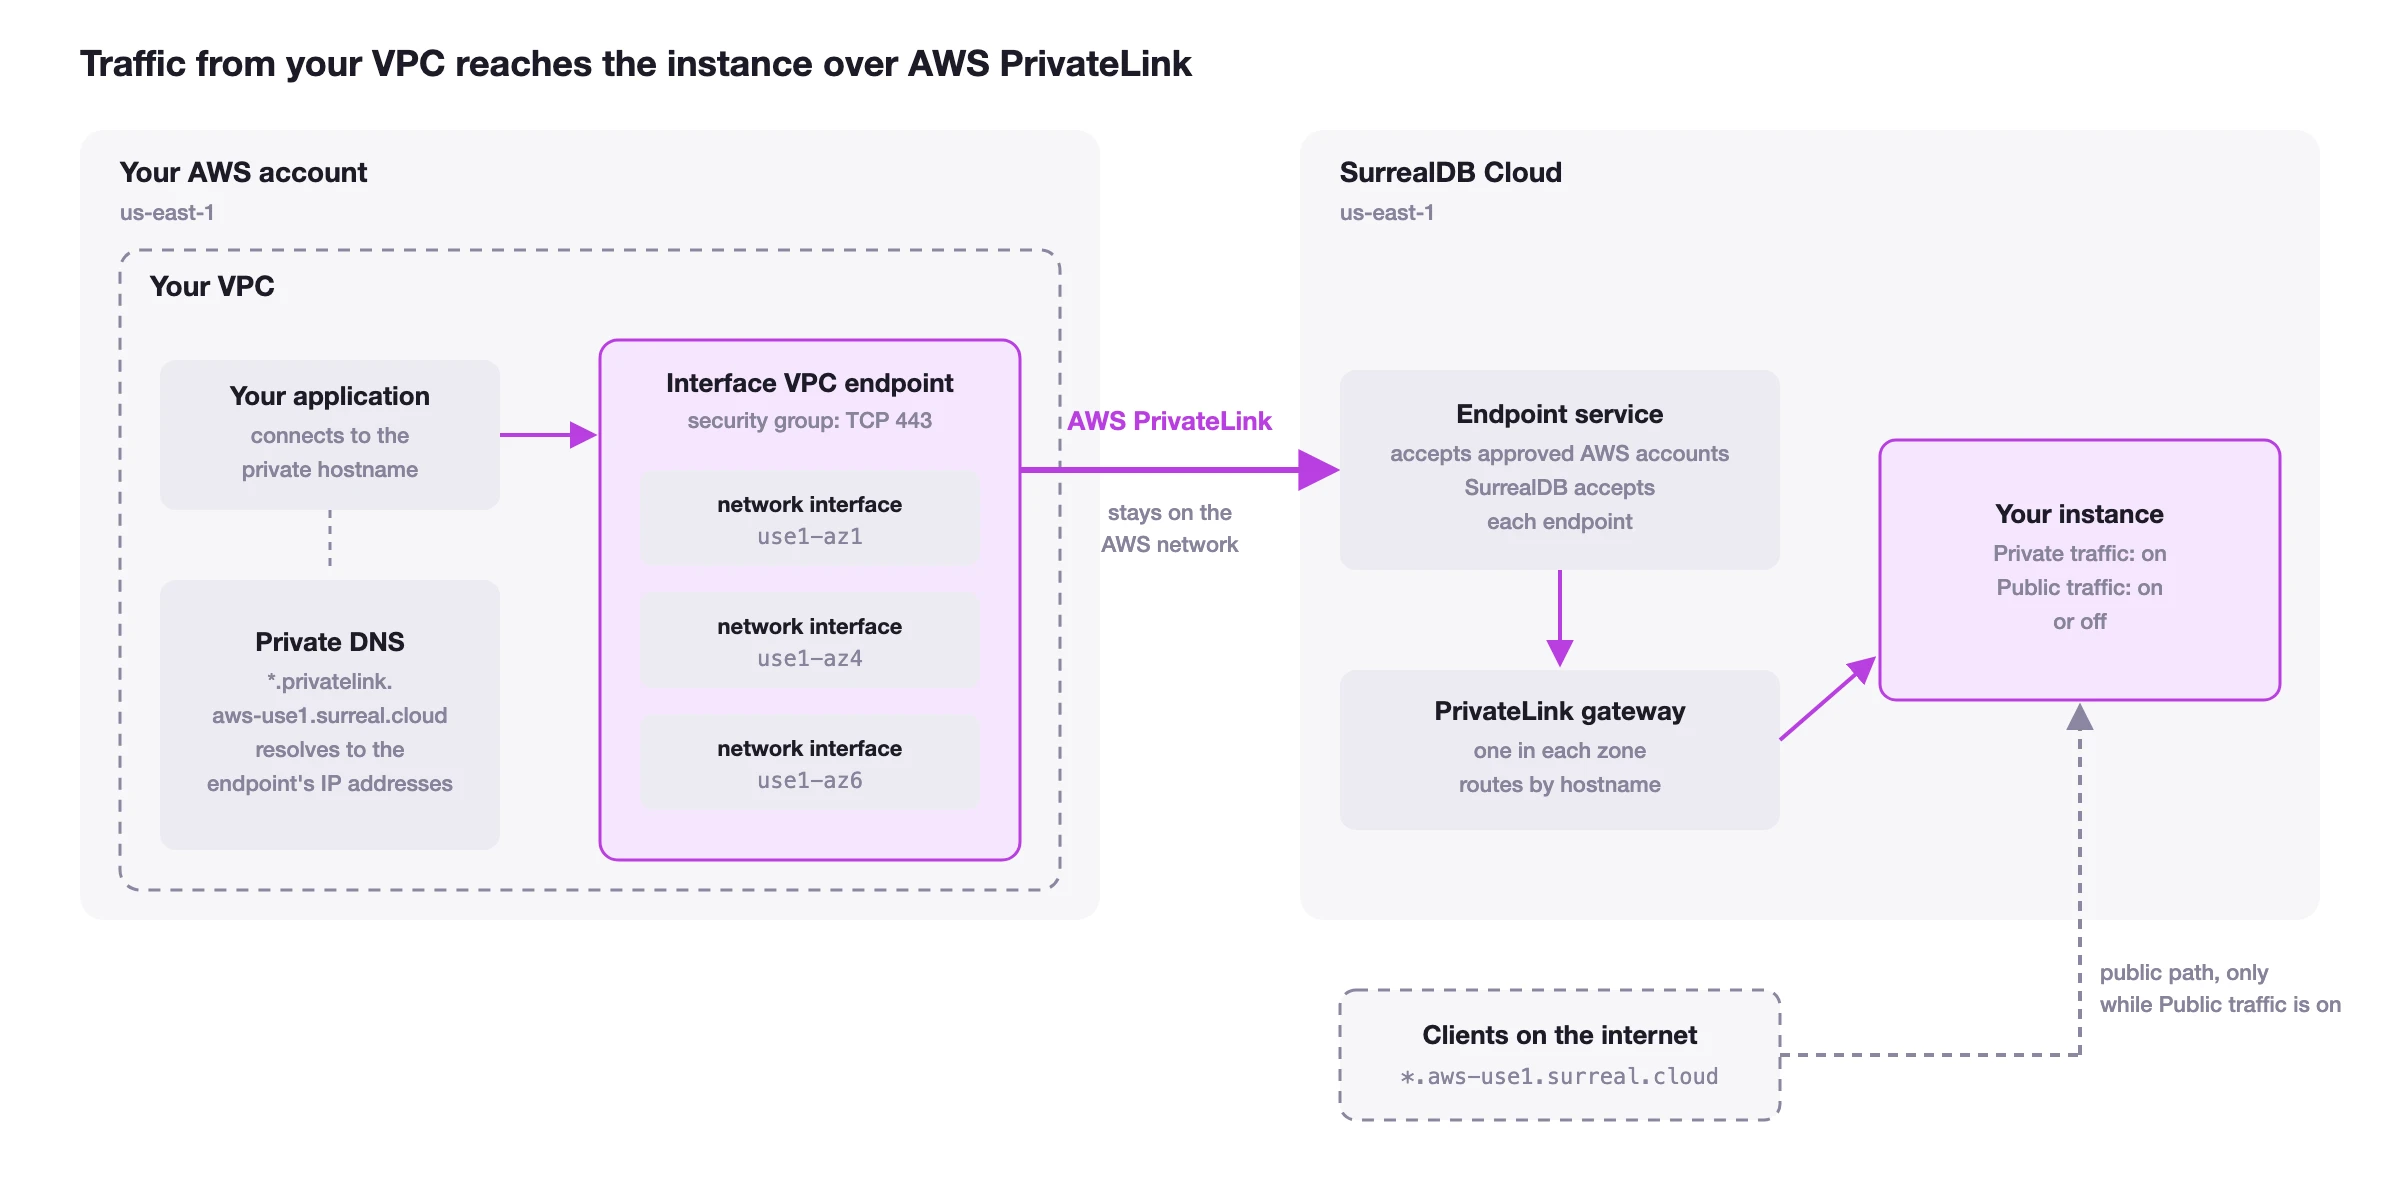 Traffic from your VPC reaches the instance over AWS PrivateLink
Your AWS account
us-east-1
Your VPC
Your application
connects to the
private hostname
Private DNS
*.privatelink.
aws-use1.surreal.cloud
resolves to the
endpoint's IP addresses
Interface VPC endpoint
security group: TCP 443
network interface
use1-az1
network interface
use1-az4
network interface
use1-az6
AWS PrivateLink
stays on the
AWS network
SurrealDB Cloud
us-east-1
Endpoint service
accepts approved AWS accounts
SurrealDB accepts
each endpoint
PrivateLink gateway
one in each zone
routes by hostname
Your instance
Private traffic: on
Public traffic: on
or off
public path, only
while Public traffic is on
Clients on the internet
*.aws-use1.surreal.cloud